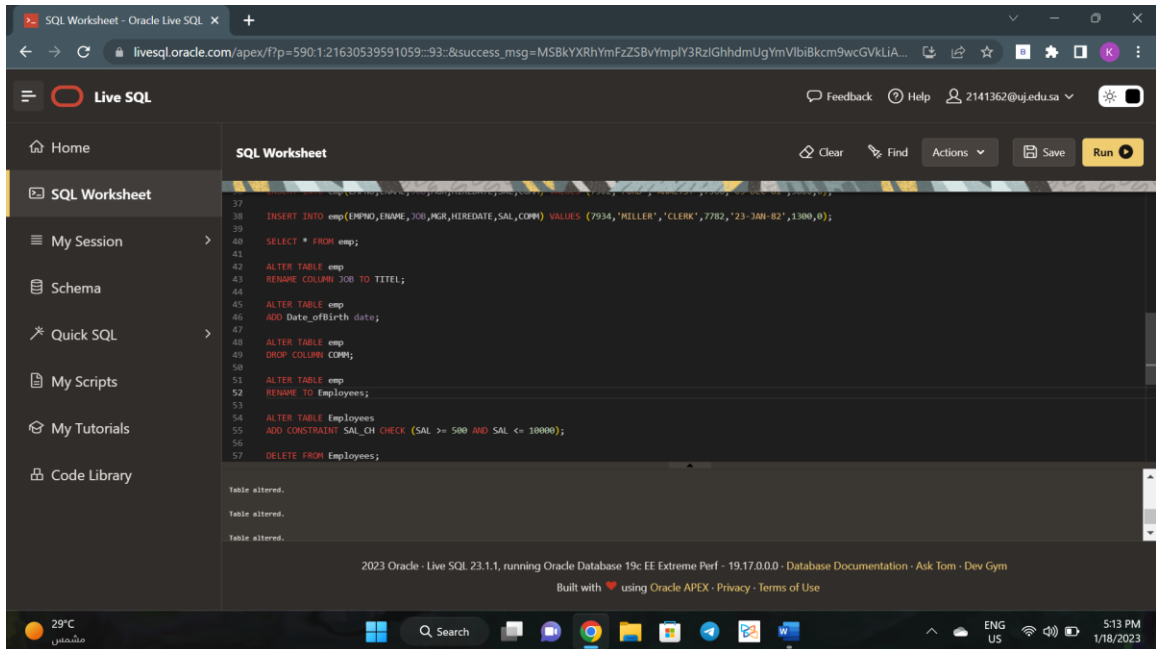 SQL Worksheet - Oracle Live SQL
livesql.oracle.com/apex/f?p=590:1:21630539591059:::93::&success_msg=MSBkYXRhYmFzZSBvYmplY3RzIGhhdmUgYmVlbiBkcm9wcGVkLiA...
B
K
Live SQL
Feedback
Help
2141362@uj.edu.sa
Home
SQL Worksheet
Clear
Find
Actions
Save
Run
SQL Worksheet
My Session
Schema
Quick SQL
My Scripts
My Tutorials
Code Library
37
38 INSERT INTO emp(EMPNO,ENAME,JOB,MGR,HIREDATE,SAL,COMM) VALUES (7934,'MILLER','CLERK',7782,'23-JAN-82',1300,0);
39
40 SELECT * FROM emp;
41
42 ALTER TABLE emp
43 RENAME COLUMN JOB TO TITEL;
44
45 ALTER TABLE emp
46 ADD Date_ofBirth date;
47
48 ALTER TABLE emp
49 DROP COLUMN COMM;
50
51 ALTER TABLE emp
52 RENAME TO Employees;
53
54 ALTER TABLE Employees
55 ADD CONSTRAINT SAL_CH CHECK (SAL >= 500 AND SAL <= 10000);
56
57 DELETE FROM Employees;
Table altered.
Table altered.
Table altered.
2023 Oracle · Live SQL 23.1.1, running Oracle Database 19c EE Extreme Perf - 19.17.0.0.0 · Database Documentation · Ask Tom · Dev Gym
Built with ❤ using Oracle APEX · Privacy · Terms of Use
29°C
مشمس
Search
ENG
US
5:13 PM
1/18/2023